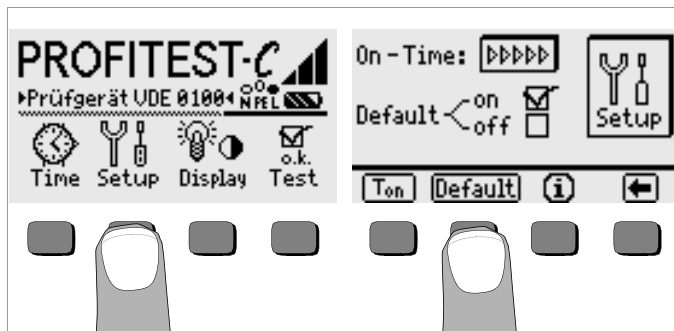 PROFITEST-C
▸Prüfgerät VDE 0100◂ N PE L
Time Setup Display o.k. Test
On-Time: ▷▷▷▷▷
Default on
off
Setup
Ton Default i